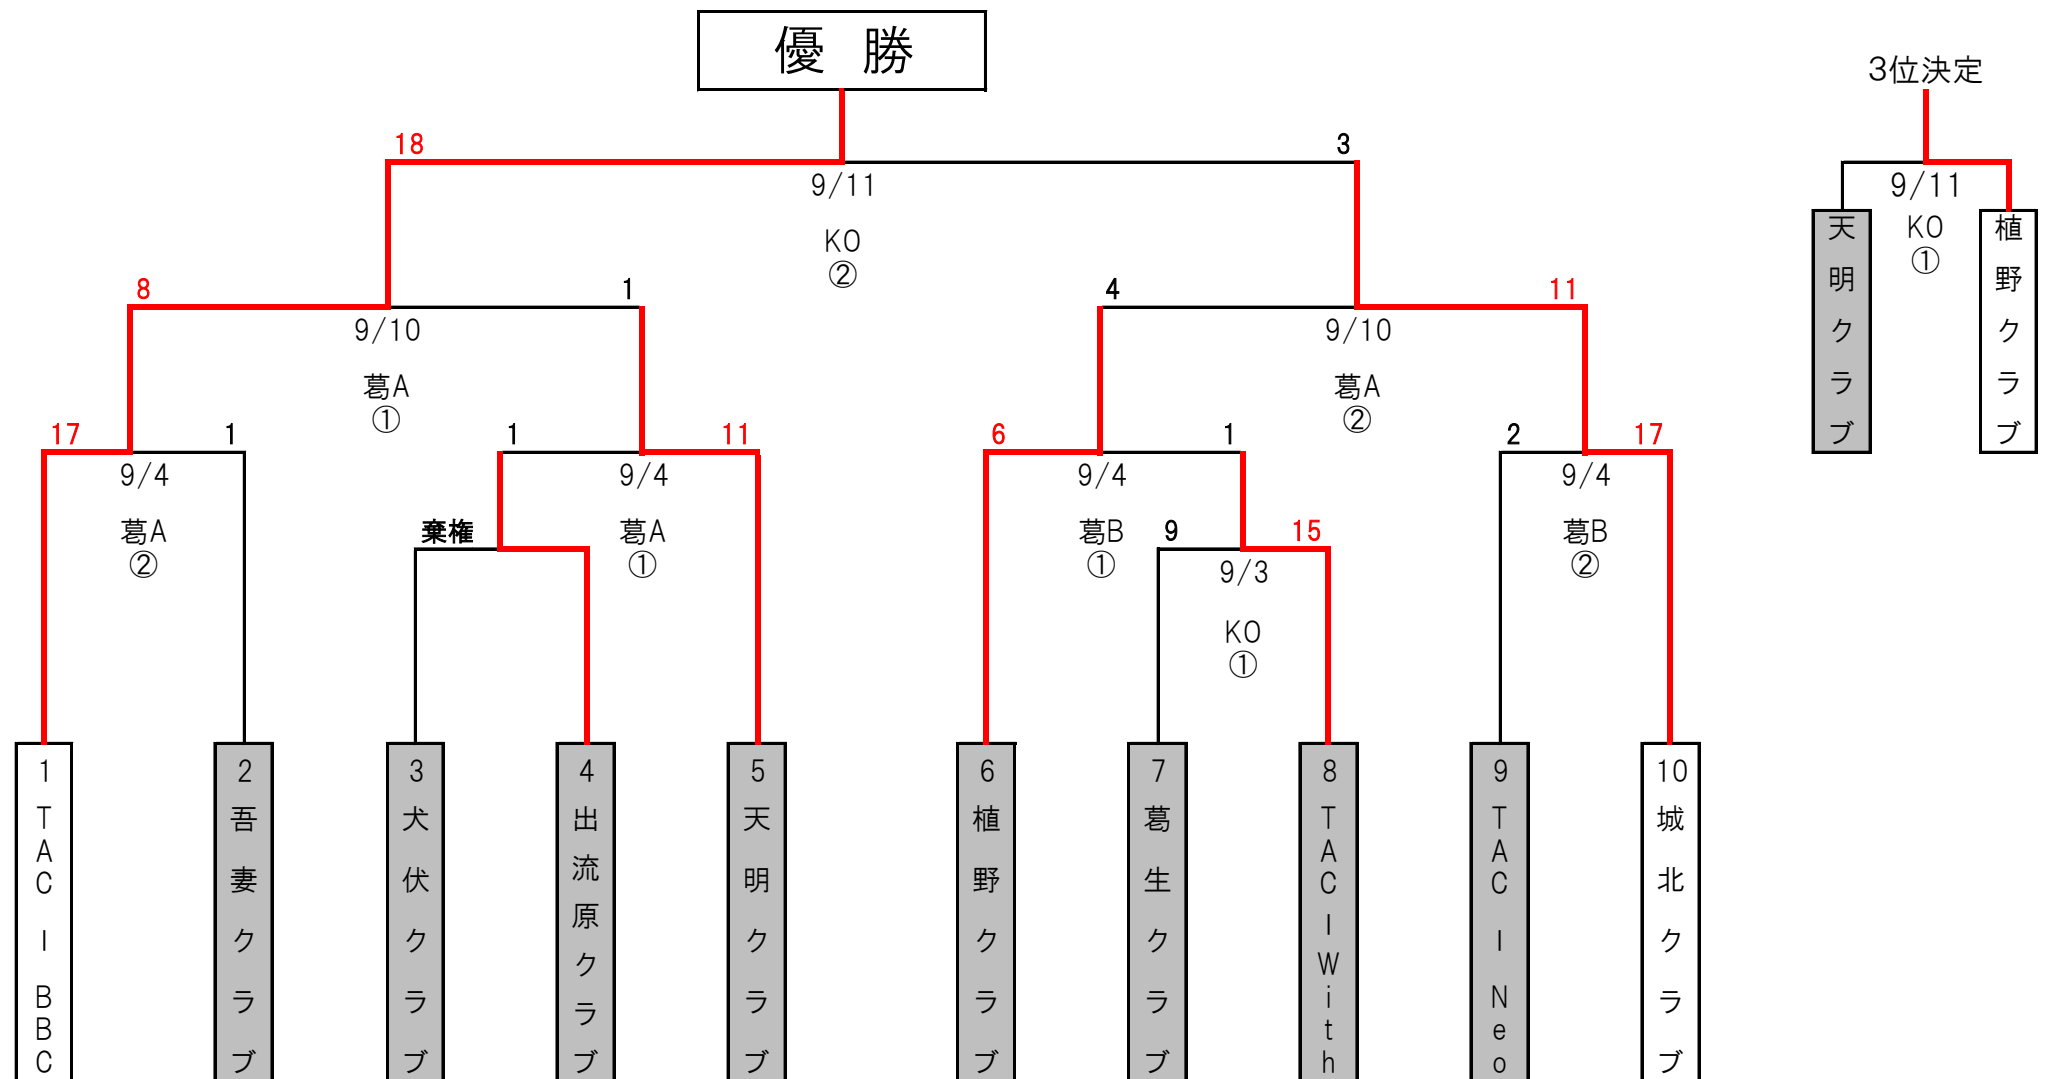 優 勝
3位決定
18
3
9/11
KO
②
9/11
KO
①
天明クラブ
植野クラブ
8
1
4
11
9/10
葛A
①
9/10
葛A
②
17
1
1
11
6
1
2
17
9/4
葛A
②
9/4
葛A
①
9/4
葛B
①
9/4
葛B
②
棄権
9
15
9/3
KO
①
1 TAC I BBC
2 吾妻クラブ
3 犬伏クラブ
4 出流原クラブ
5 天明クラブ
6 植野クラブ
7 葛生クラブ
8 TAC I With
9 TAC I Neo
10 城北クラブ